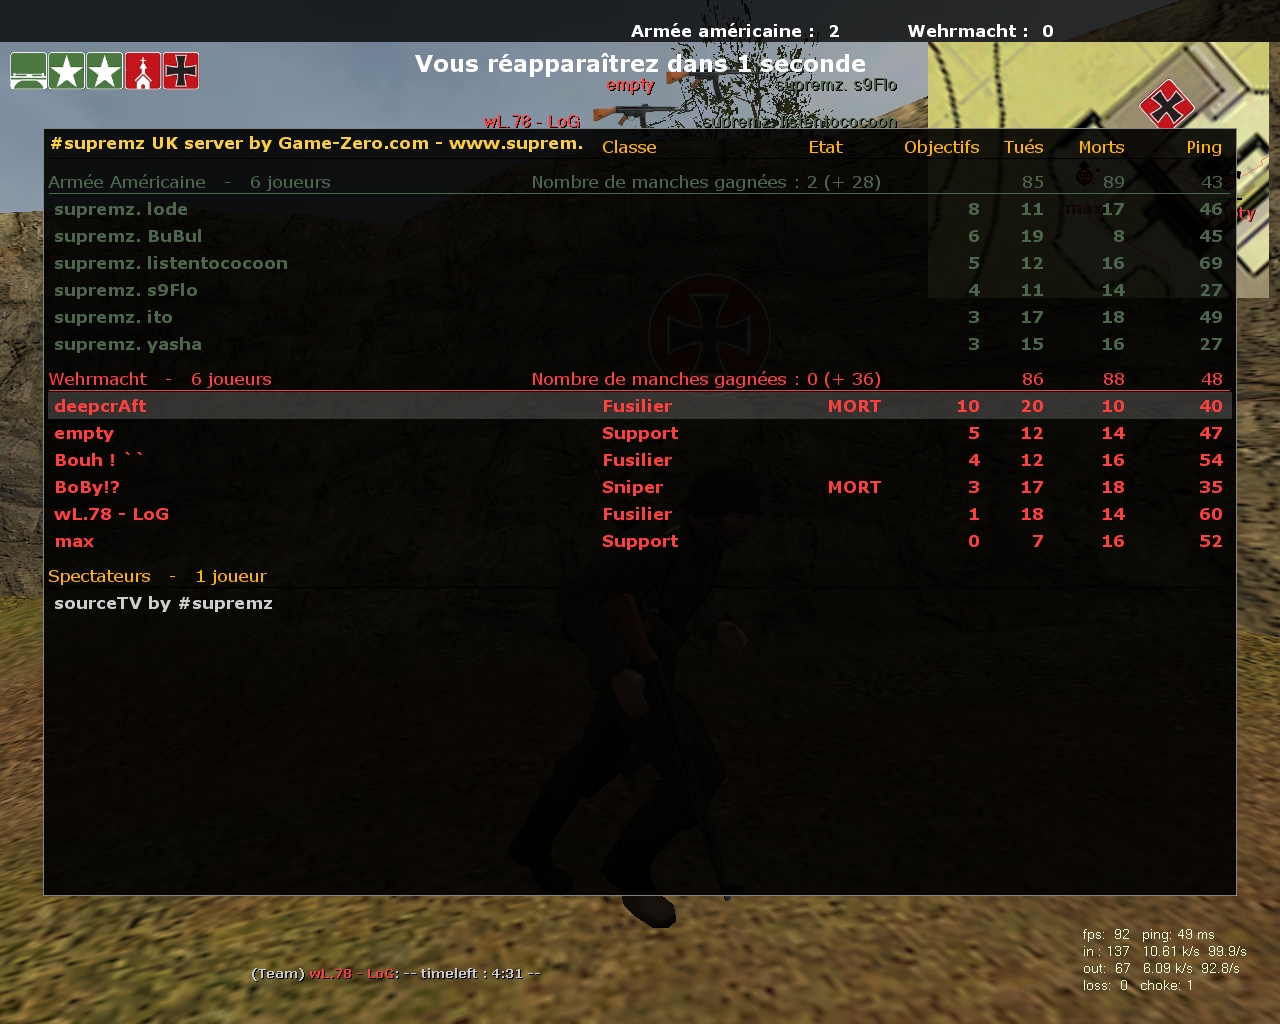 Armée américaine : 2 Wehrmacht : 0
Vous réapparaîtrez dans 1 seconde
empty supremz. s9Flo
wL.78 - LoG supremz. listentococoon
#supremz UK server by Game-Zero.com - www.suprem. Classe Etat Objectifs Tués Morts Ping
Armée Américaine - 6 joueurs Nombre de manches gagnées : 2 (+ 28) 85 89 43
supremz. lode 8 11 17 46
max
supremz. BuBul 6 19 8 45
supremz. listentococoon 5 12 16 69
supremz. s9Flo 4 11 14 27
supremz. ito 3 17 18 49
supremz. yasha 3 15 16 27
Wehrmacht - 6 joueurs Nombre de manches gagnées : 0 (+ 36) 86 88 48
deepcrAft Fusilier MORT 10 20 10 40
empty Support 5 12 14 47
Bouh ! `` Fusilier 4 12 16 54
BoBy!? Sniper MORT 3 17 18 35
wL.78 - LoG Fusilier 1 18 14 60
max Support 0 7 16 52
Spectateurs - 1 joueur
sourceTV by #supremz
(Team) wL.78 - LoG: -- timeleft : 4:31 --
fps: 92 ping: 49 ms
in : 137 10.61 k/s 99.9/s
out: 67 6.09 k/s 92.8/s
loss: 0 choke: 1